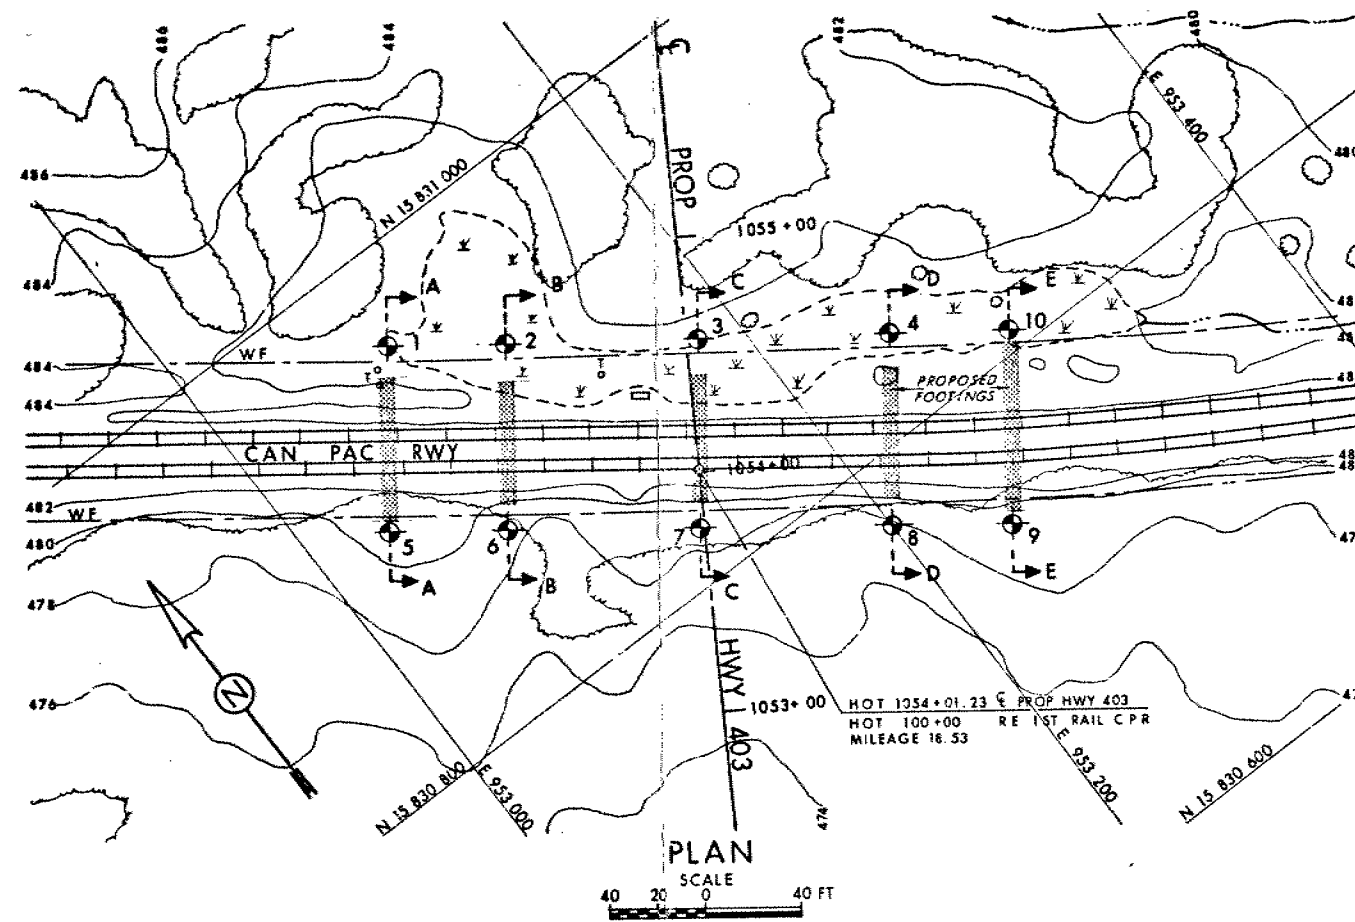 486
484
482
480
℄
PROP
E 953 400
480
486
N 15 831 000
1055+00
484
A
B
C
D
E
1
2
3
4
10
WF
484
484
PROPOSED
FOOTINGS
CAN PAC RWY
1054+00
482
WF
480
5
6
7
8
9
A
B
C
D
E
478
476
N
HWY 403
1053+00
HOT 1054+01.23 ℄ PROP HWY 403
HOT 100+00 RE 1ST RAIL C P R
MILEAGE 18.53
N 15 830 800
E 953 000
474
E 953 200
N 15 830 600
PLAN
SCALE
40 20 0 40 FT